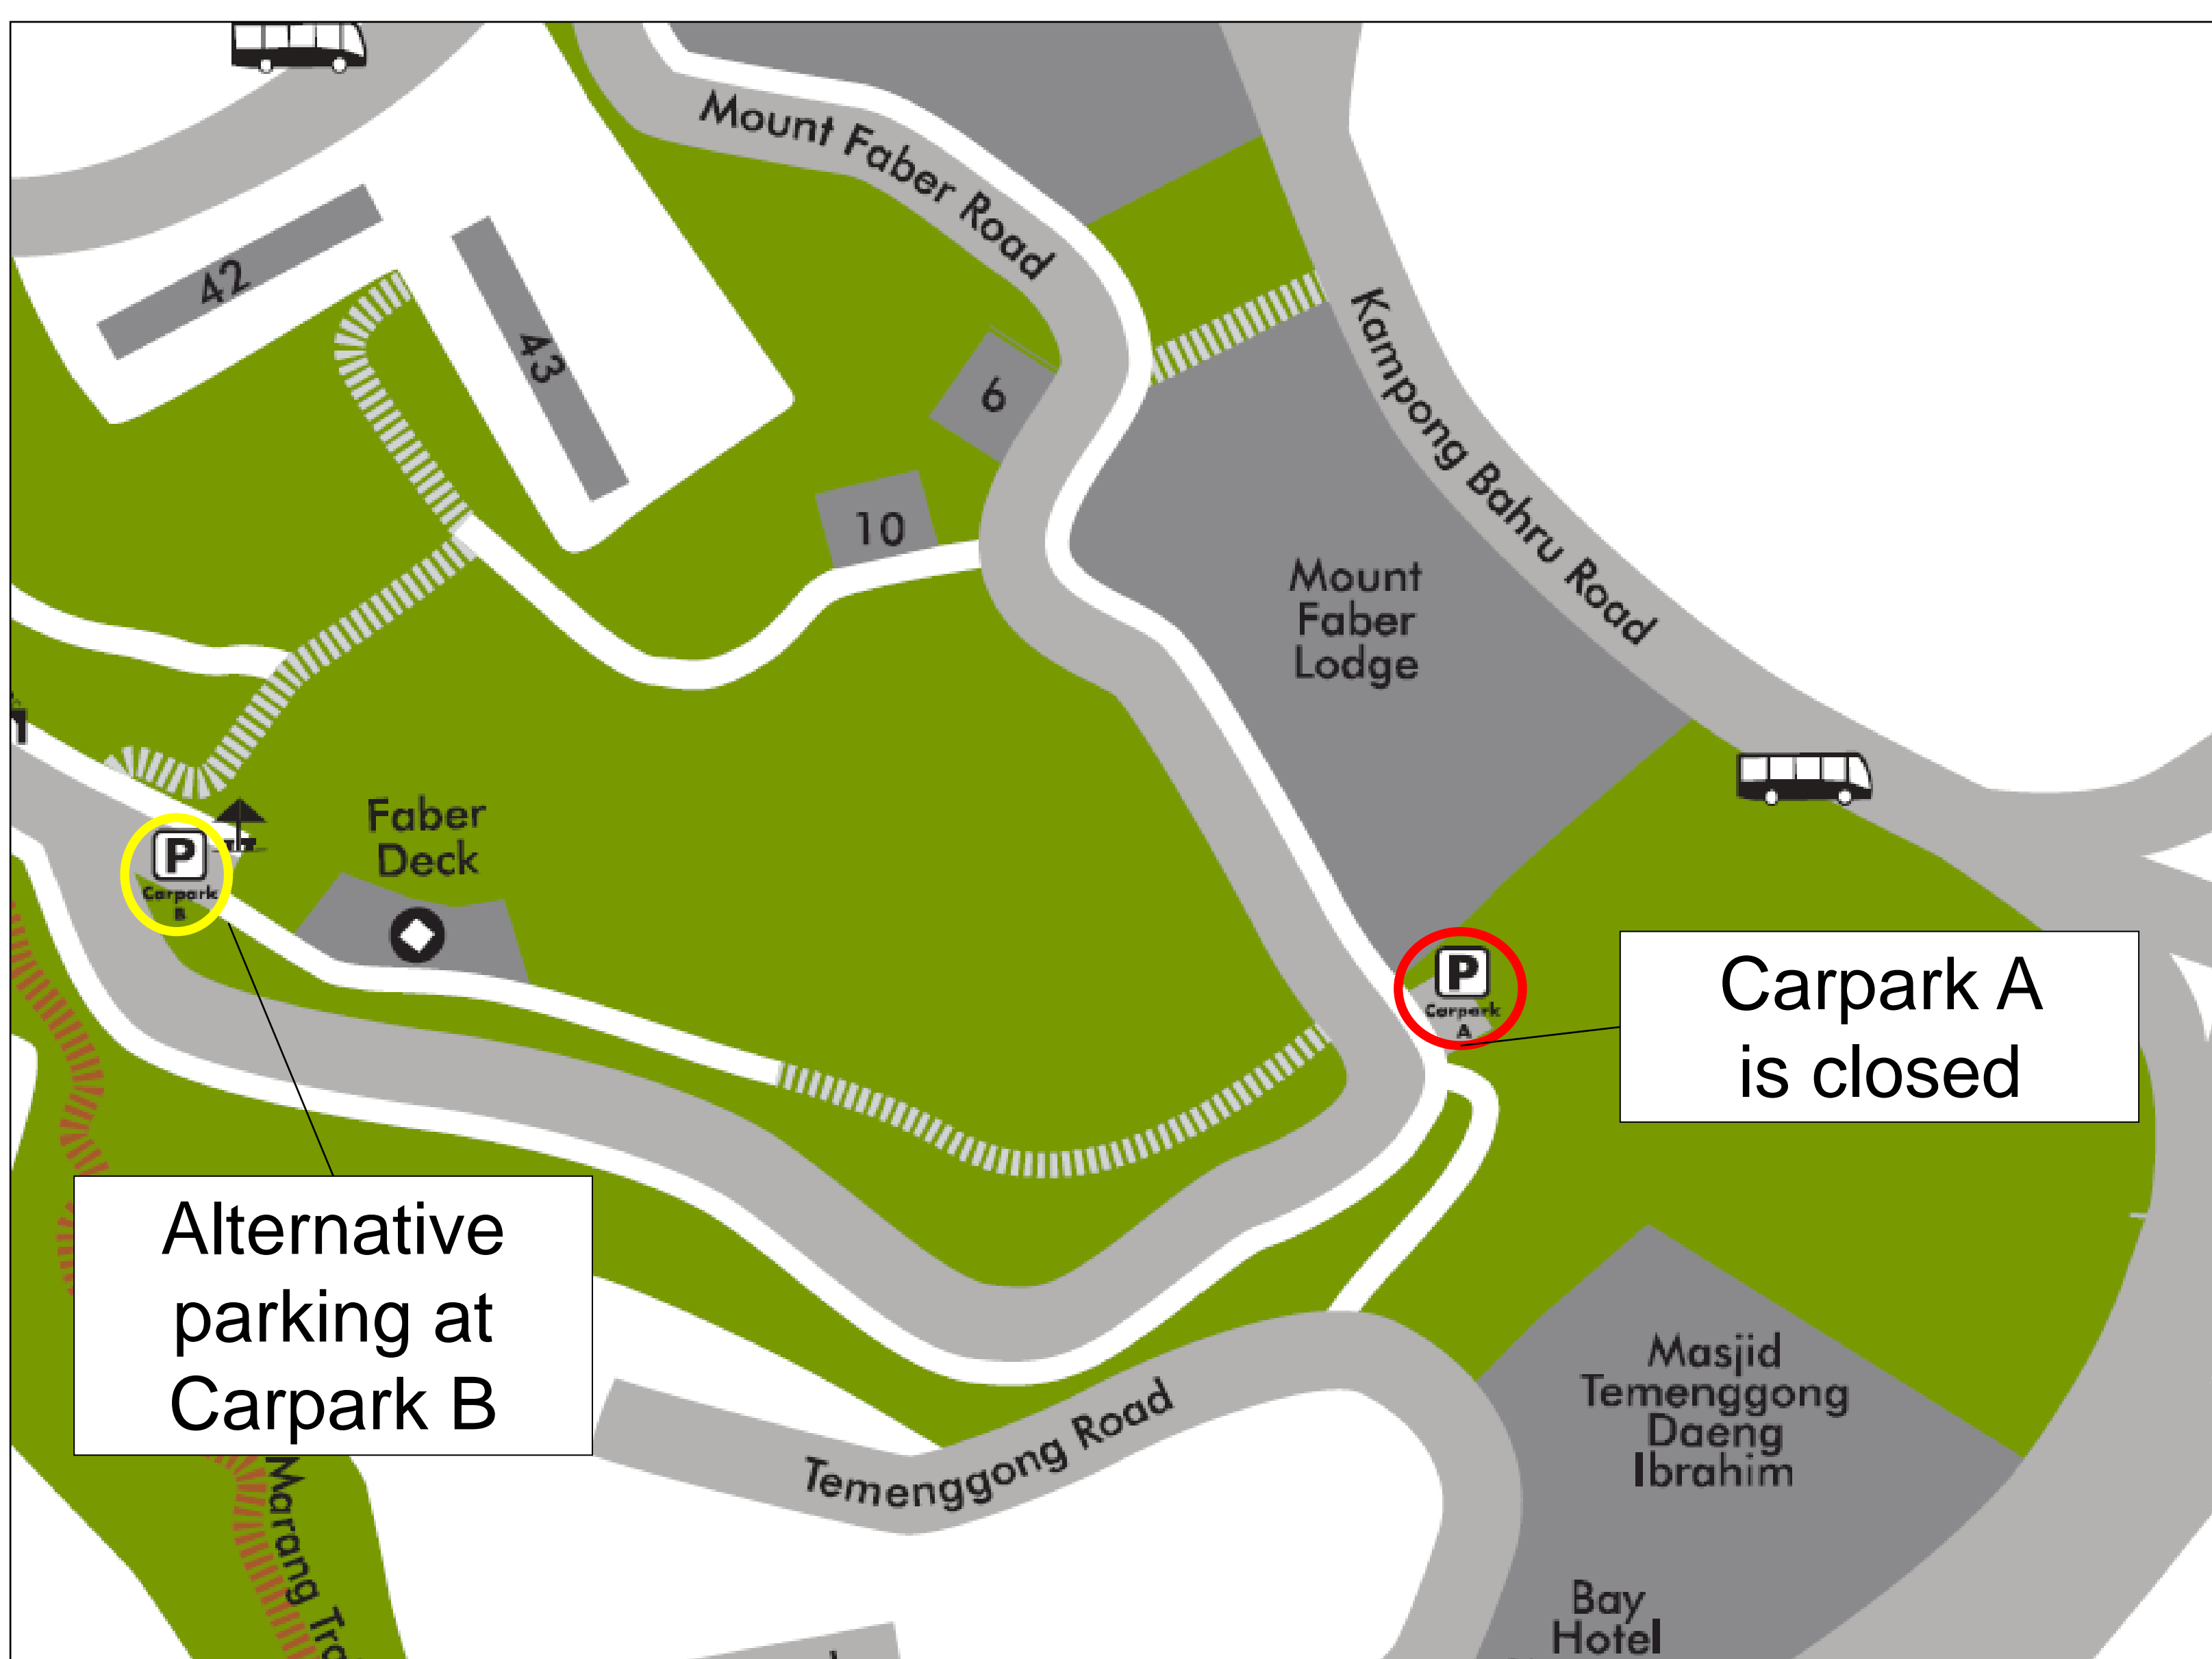 Mount Faber Road
42
43
6
10
Kampong Bahru Road
Mount
Faber
Lodge
Faber
Deck
P
Carpark
B
P
Carpark
A
Carpark A
is closed
Alternative
parking at
Carpark B
Temenggong Road
Masjid
Temenggong
Daeng
Ibrahim
Marang
Bay
Hotel